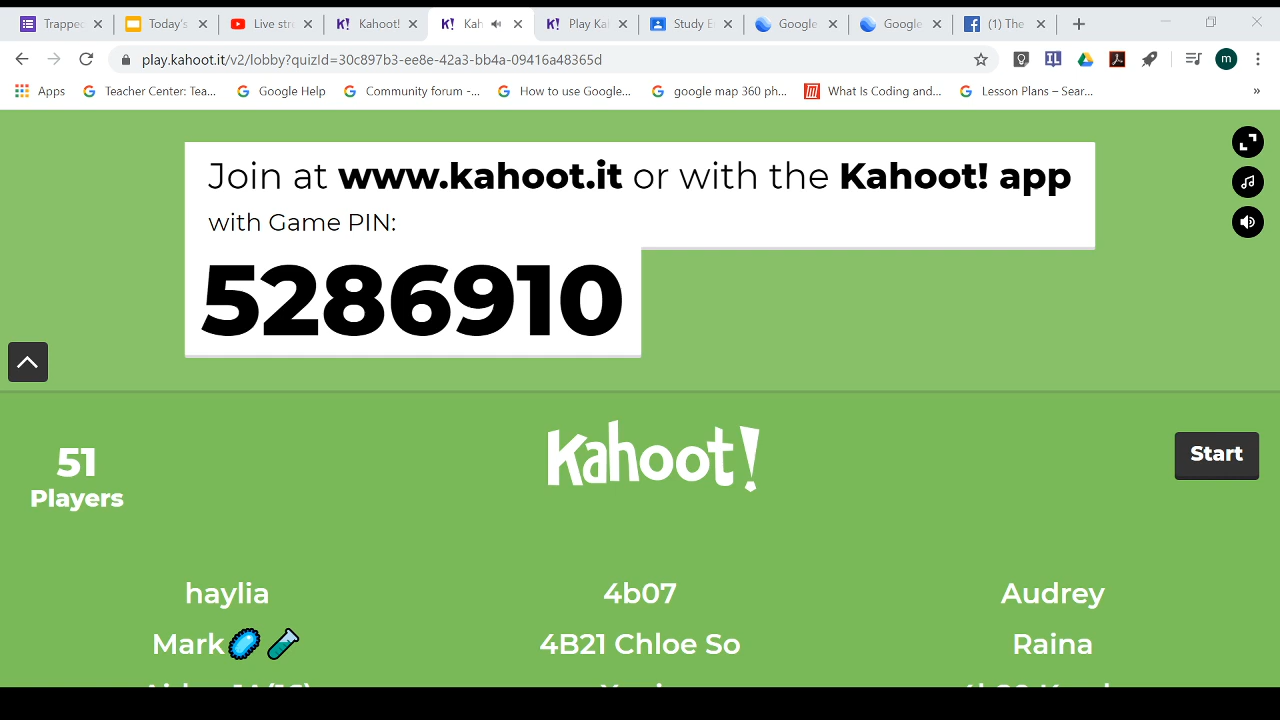 Trapped
Today's
Live str
Kahoot!
Kah
Play Ka
Study E
Google
Google
(1) The
play.kahoot.it/v2/lobby?quizId=30c897b3-ee8e-42a3-bb4a-09416a48365d
IL
m
Apps
Teacher Center: Tea...
Google Help
Community forum -...
How to use Google...
google map 360 ph...
What Is Coding and...
Lesson Plans – Sear...
»
Join at www.kahoot.it or with the Kahoot! app
with Game PIN:
5286910
51
Players
Kahoot!
Start
haylia
4b07
Audrey
Mark
4B21 Chloe So
Raina